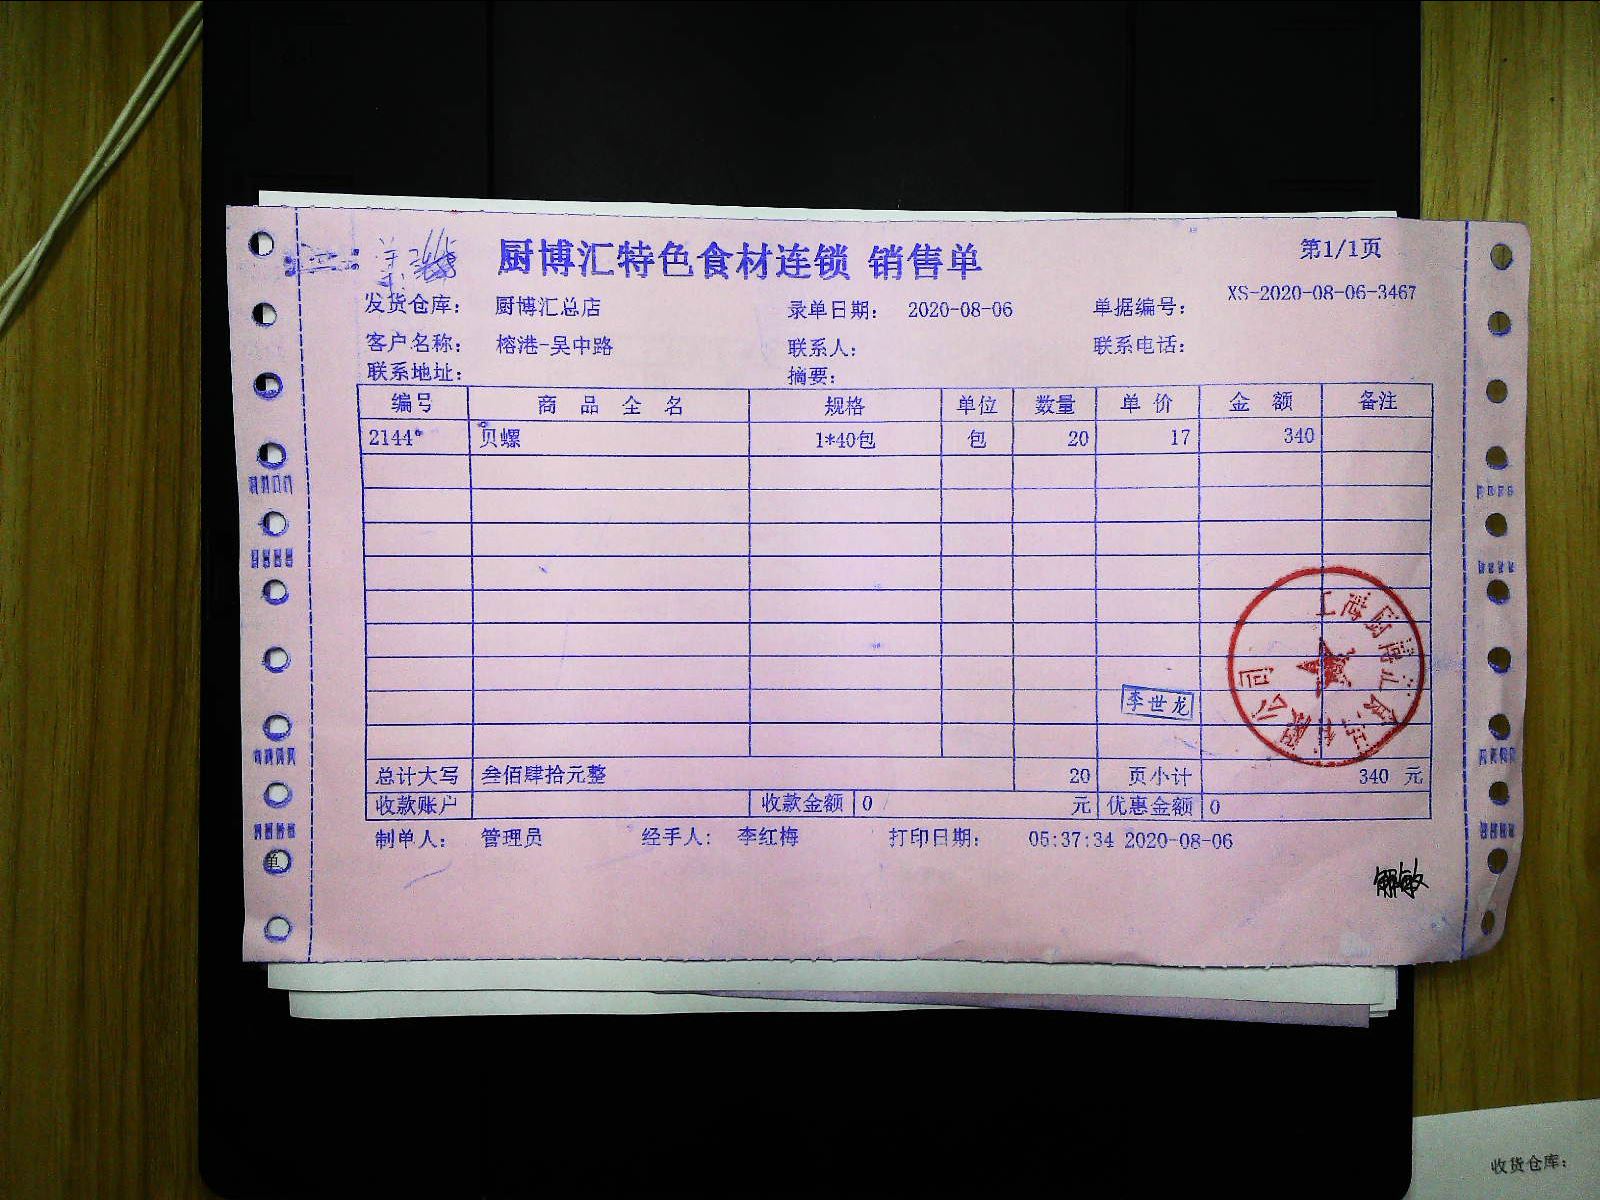 厨博汇特色食材连锁 销售单
第1/1页
发货仓库： 厨博汇总店 录单日期： 2020-08-06 单据编号： XS-2020-08-06-3467
客户名称： 榕港-吴中路 联系人： 联系电话：
联系地址： 摘要：
编号 商品全名 规格 单位 数量 单价 金额 备注
2144 贝螺 1*40包 包 20 17 340
李世龙
总计大写 叁佰肆拾元整 20 页小计 340 元
收款账户 收款金额 0 元 优惠金额 0
制单人： 管理员 经手人： 李红梅 打印日期： 05:37:34 2020-08-06
解敏
收货仓库：